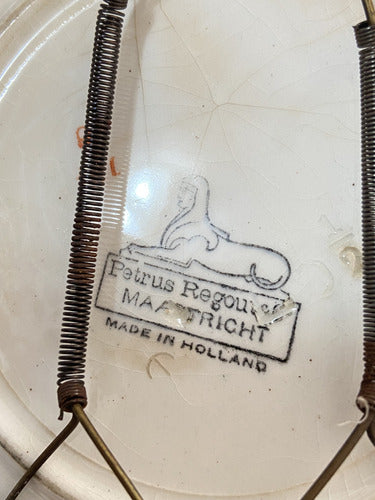 Petrus Regout
MAASTRICHT
MADE IN HOLLAND